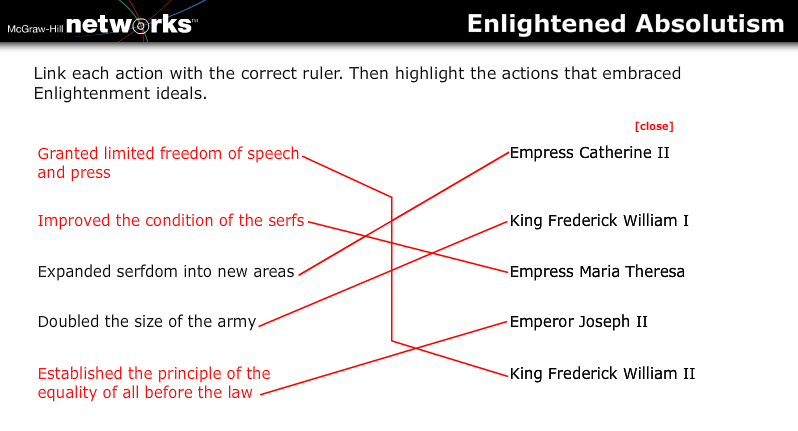 McGraw-Hill networks™
Enlightened Absolutism
Link each action with the correct ruler. Then highlight the actions that embraced
Enlightenment ideals.
[close]
Granted limited freedom of speech
and press
Empress Catherine II
Improved the condition of the serfs
King Frederick William I
Expanded serfdom into new areas
Empress Maria Theresa
Doubled the size of the army
Emperor Joseph II
Established the principle of the
equality of all before the law
King Frederick William II